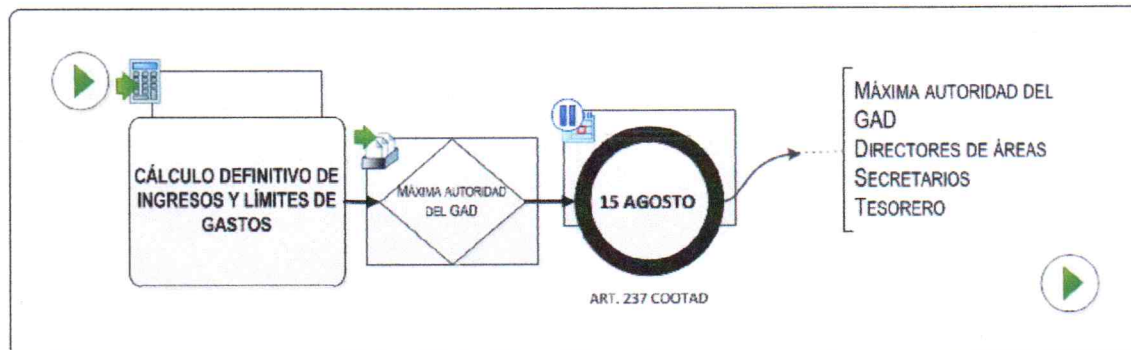 CÁLCULO DEFINITIVO DE
INGRESOS Y LÍMITES DE
GASTOS
MÁXIMA AUTORIDAD
DEL GAD
15 AGOSTO
ART. 237 COOTAD
MÁXIMA AUTORIDAD DEL
GAD
DIRECTORES DE ÁREAS
SECRETARIOS
TESORERO